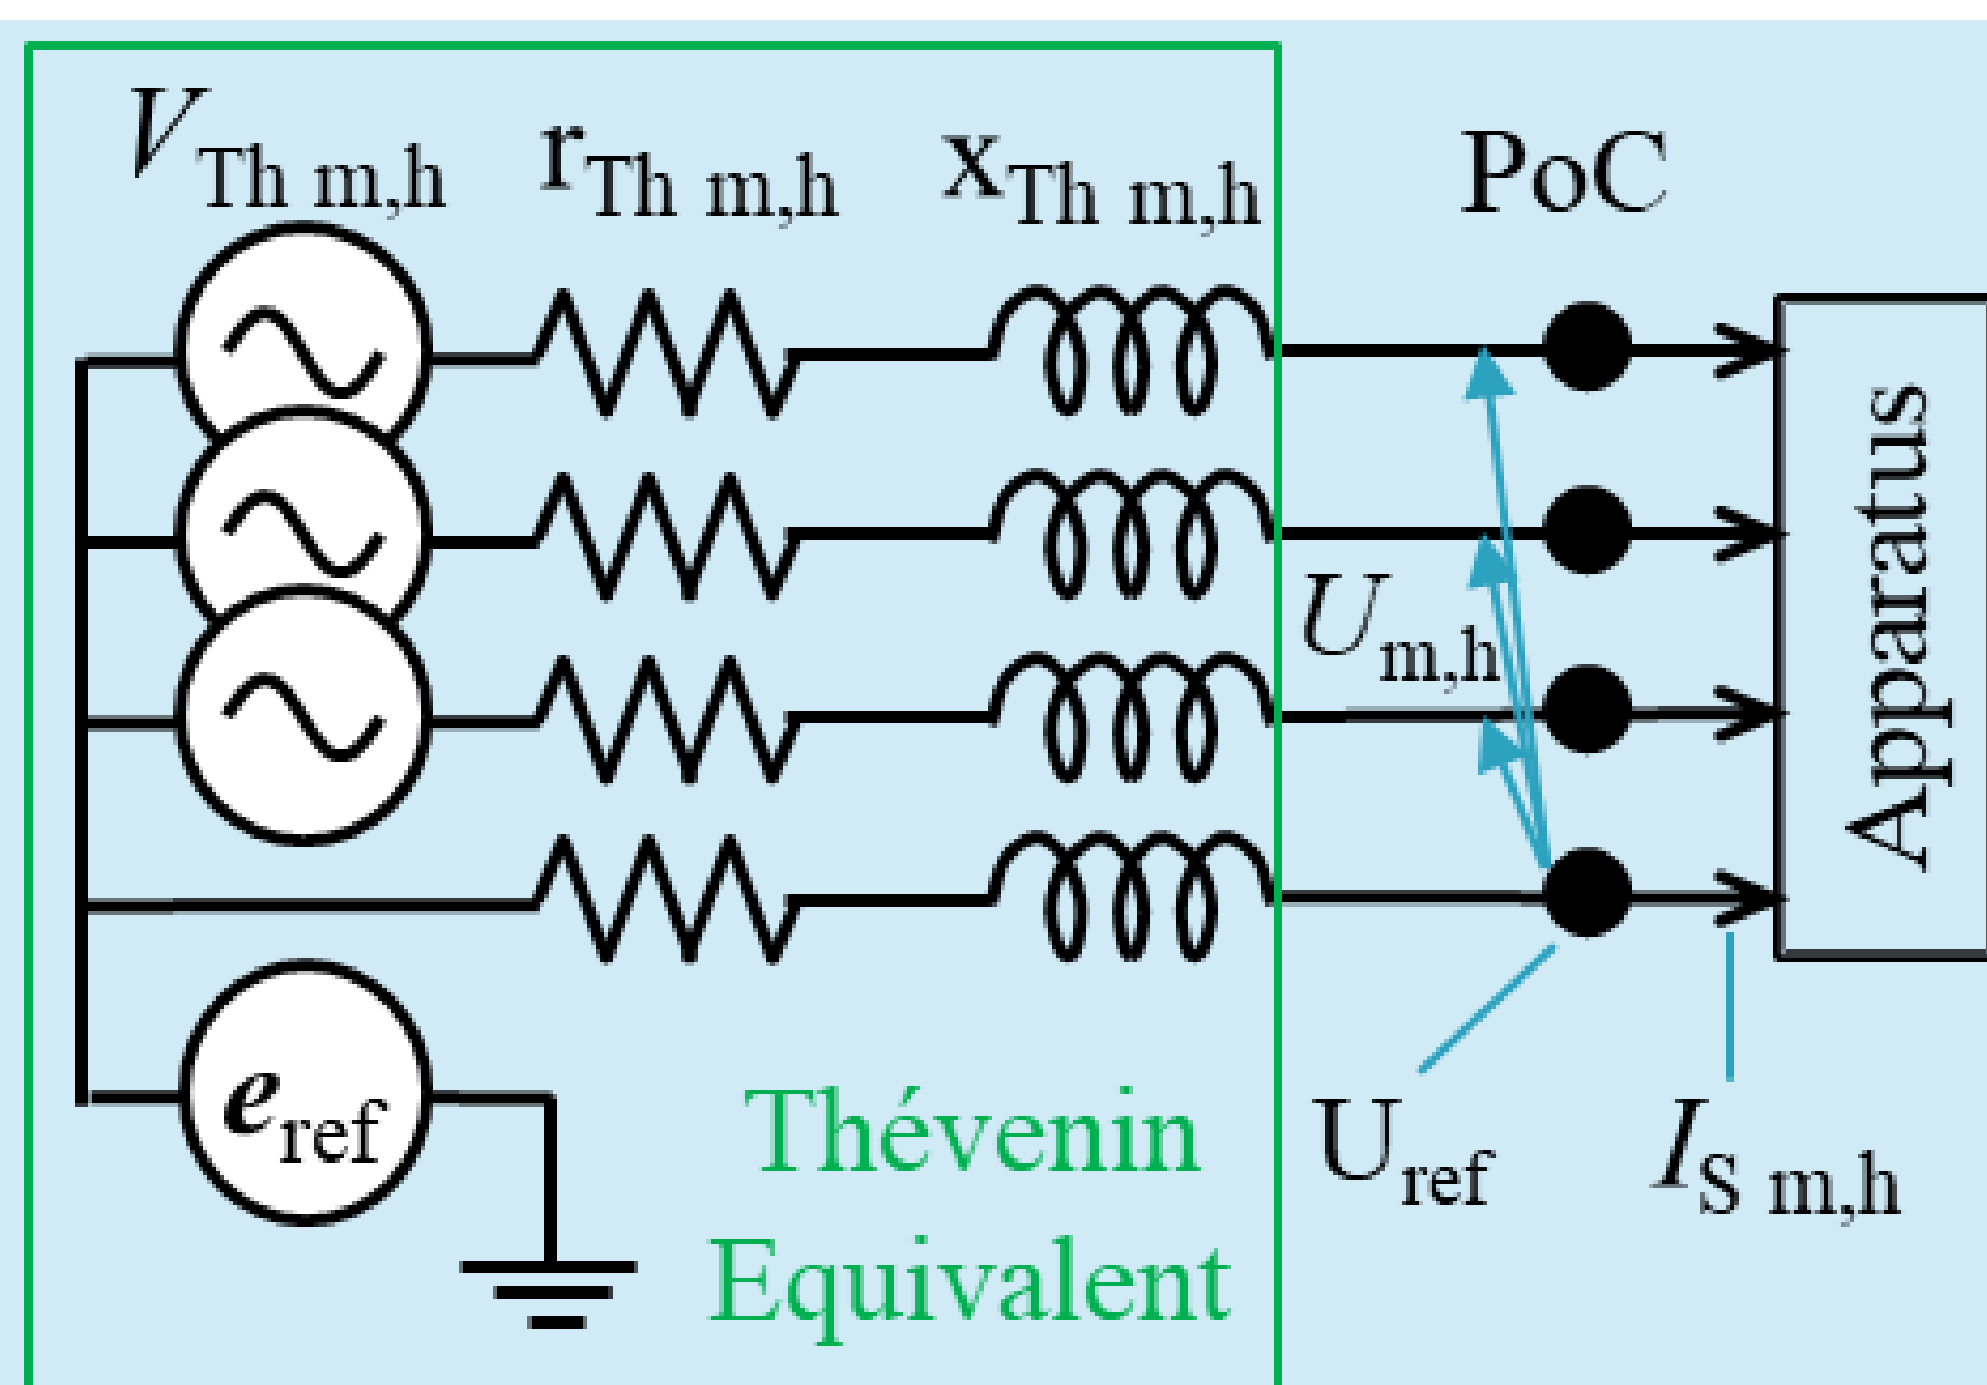 V Th m,h
r Th m,h
x Th m,h
PoC
U m,h
Apparatus
e ref
Thévenin
Equivalent
U ref
I S m,h